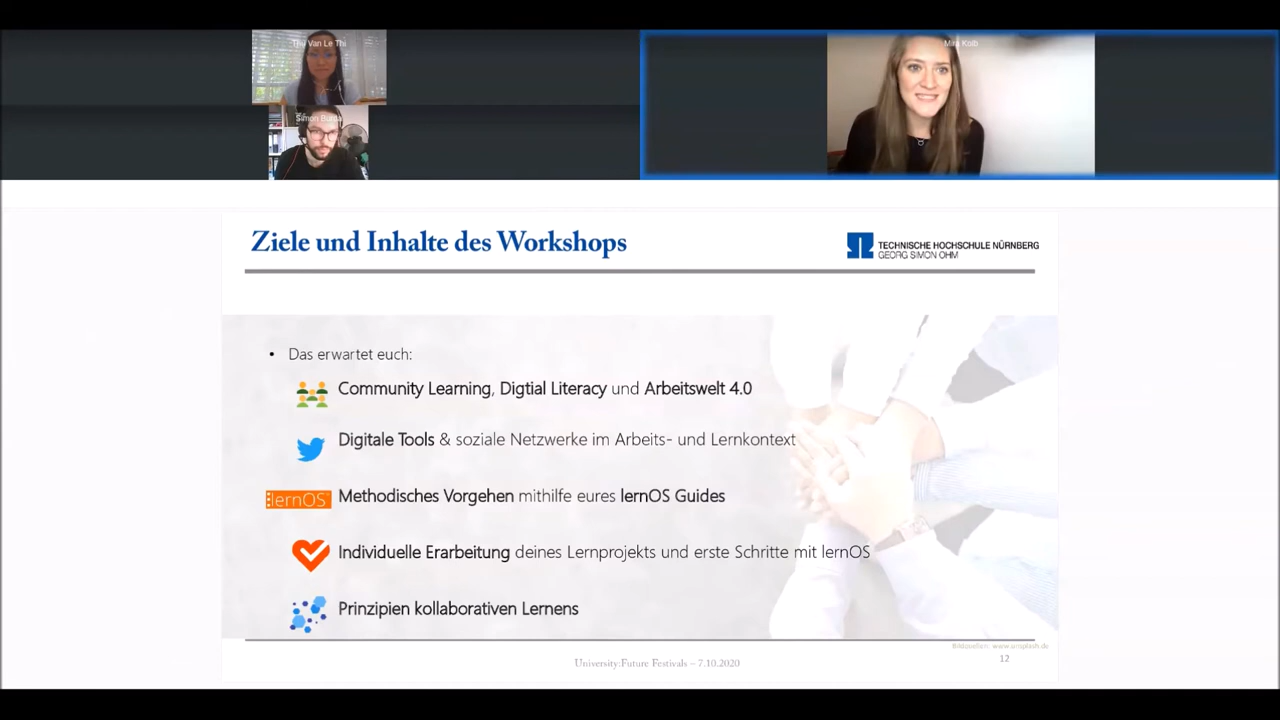 Thu Van Le Thi
Mira Kolb
Simon
Ziele und Inhalte des Workshops
TECHNISCHE HOCHSCHULE NÜRNBERG
GEORG SIMON OHM
• Das erwartet euch:
Community Learning, Digtial Literacy und Arbeitswelt 4.0
Digitale Tools & soziale Netzwerke im Arbeits- und Lernkontext
lernOS
Methodisches Vorgehen mithilfe eures lernOS Guides
Individuelle Erarbeitung deines Lernprojekts und erste Schritte mit lernOS
Prinzipien kollaborativen Lernens
Bildquellen: www.unsplash.de
University:Future Festivals – 7.10.2020
12